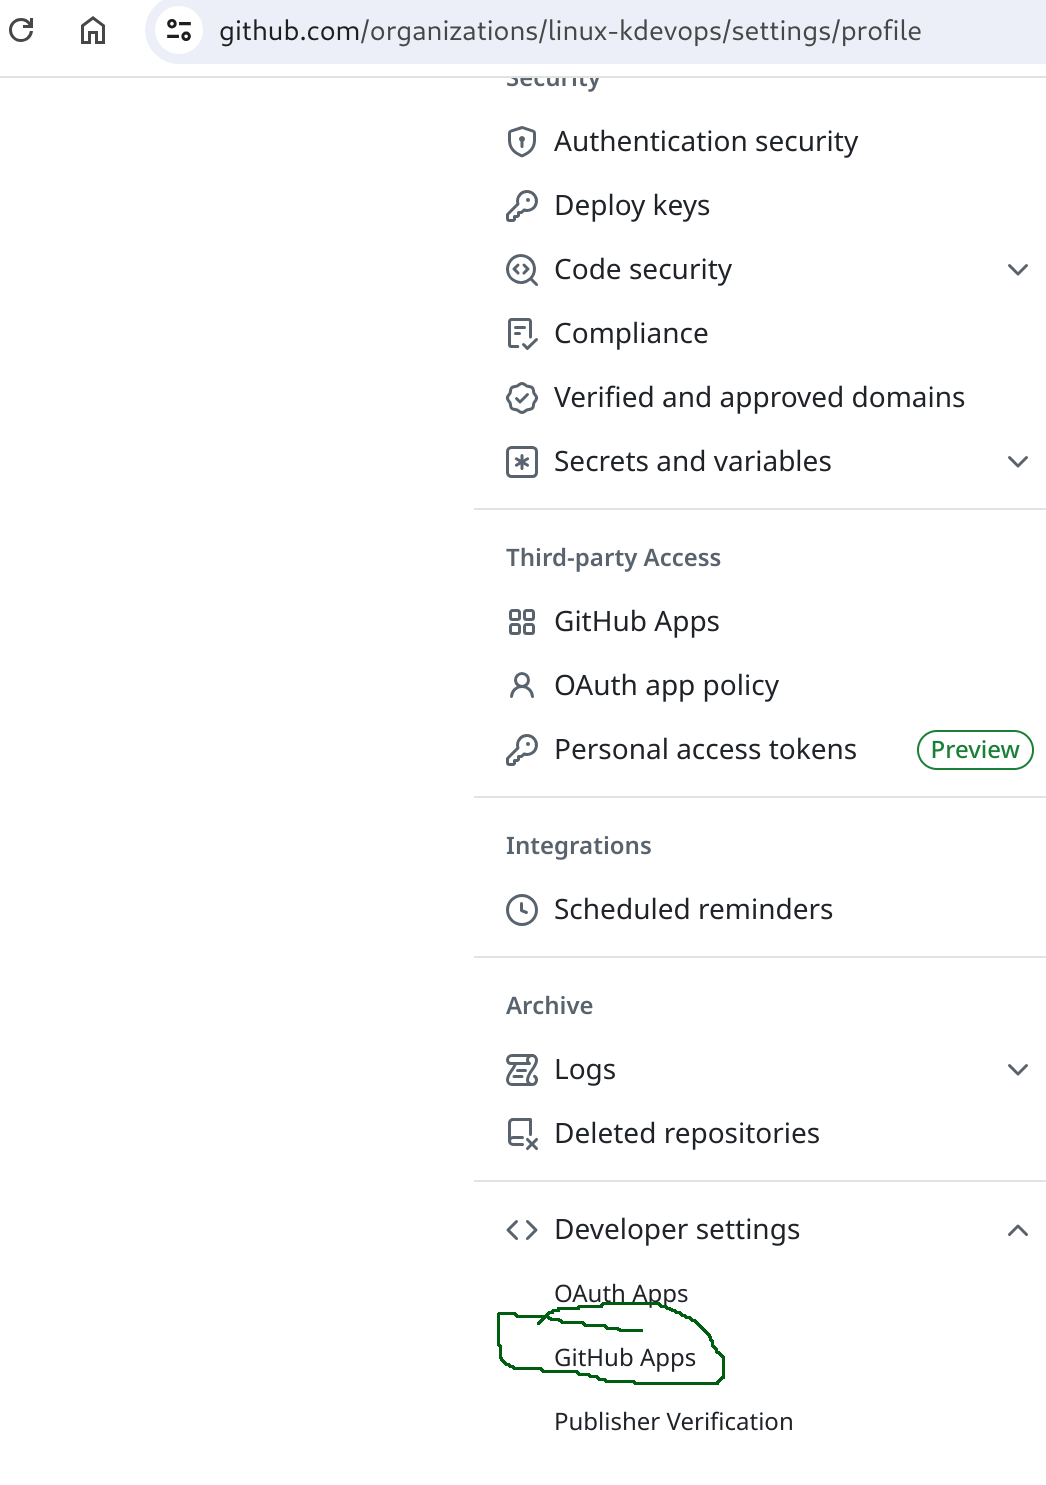 github.com/organizations/linux-kdevops/settings/profile
Security
Authentication security
Deploy keys
Code security
Compliance
Verified and approved domains
Secrets and variables
Third-party Access
GitHub Apps
OAuth app policy
Personal access tokens Preview
Integrations
Scheduled reminders
Archive
Logs
Deleted repositories
Developer settings
OAuth Apps
GitHub Apps
Publisher Verification